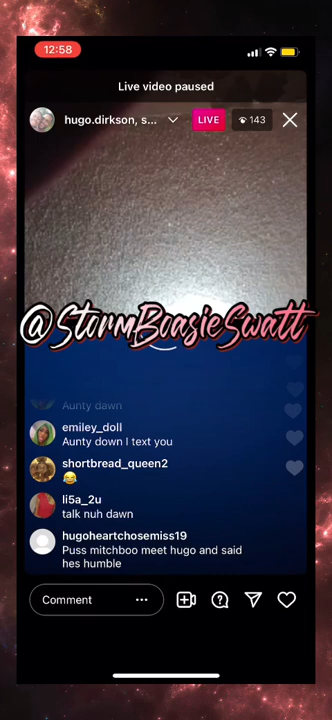 12:58
Live video paused
hugo.dirkson, s...
LIVE
143
@StormBoasieSwatt
Aunty dawn
emiley_doll
Aunty down I text you
shortbread_queen2
😂
li5a_2u
talk nuh dawn
hugoheartchosemiss19
Puss mitchboo meet hugo and said
hes humble
Comment